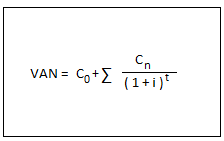 VAN = C₀+∑ Cₙ / (1+i)ᵗ